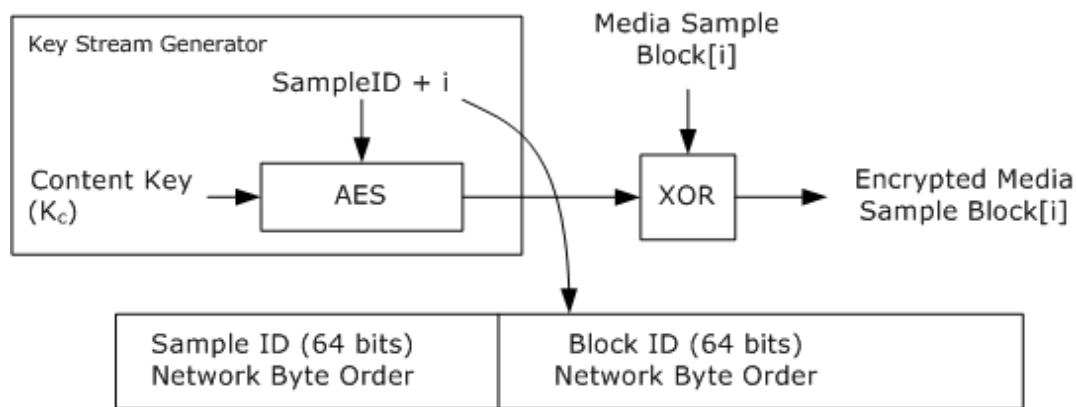 Key Stream Generator
Media Sample
Block[i]
SampleID + i
Content Key
(Kc)
AES
XOR
Encrypted Media
Sample Block[i]
Sample ID (64 bits)
Network Byte Order
Block ID (64 bits)
Network Byte Order